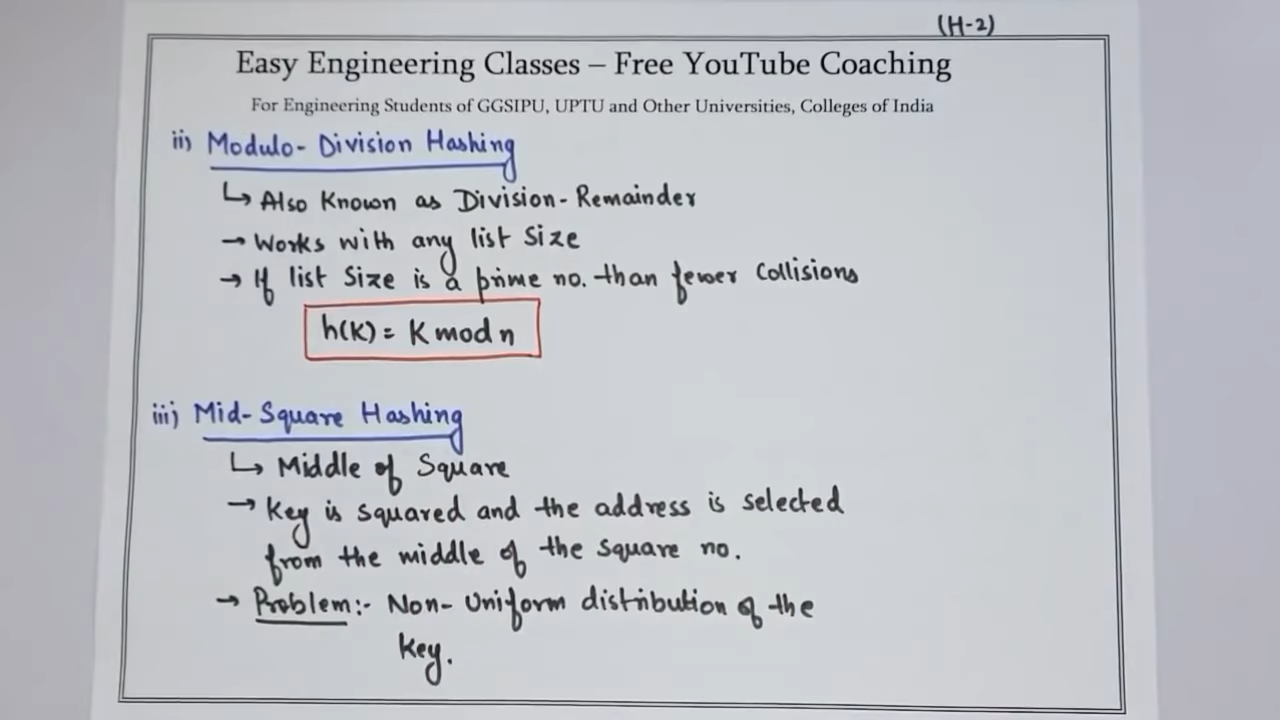 (H-2)
Easy Engineering Classes – Free YouTube Coaching
For Engineering Students of GGSIPU, UPTU and Other Universities, Colleges of India
ii) Modulo-Division Hashing
↳ Also Known as Division-Remainder
→ Works with any list Size
→ If list Size is a prime no. than fewer Collisions
h(K) = K mod n
iii) Mid-Square Hashing
↳ Middle of Square
→ Key is squared and the address is selected
from the middle of the square no.
→ Problem:- Non-Uniform distribution of the
key.